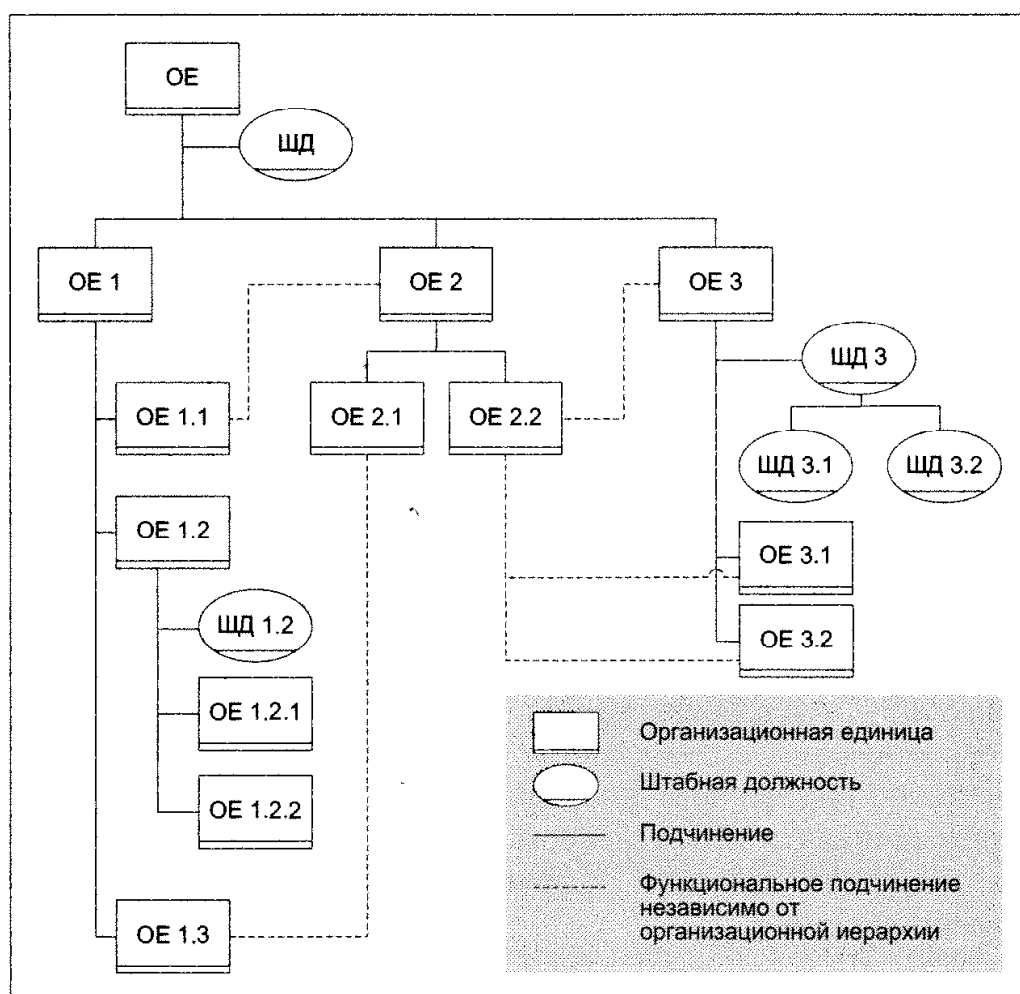 ОЕ
ШД
ОЕ 1
ОЕ 2
ОЕ 3
ШД 3
ОЕ 1.1
ОЕ 2.1
ОЕ 2.2
ШД 3.1
ШД 3.2
ОЕ 1.2
ОЕ 3.1
ШД 1.2
ОЕ 3.2
ОЕ 1.2.1
ОЕ 1.2.2
ОЕ 1.3
Организационная единица
Штабная должность
Подчинение
Функциональное подчинение
независимо от
организационной иерархии